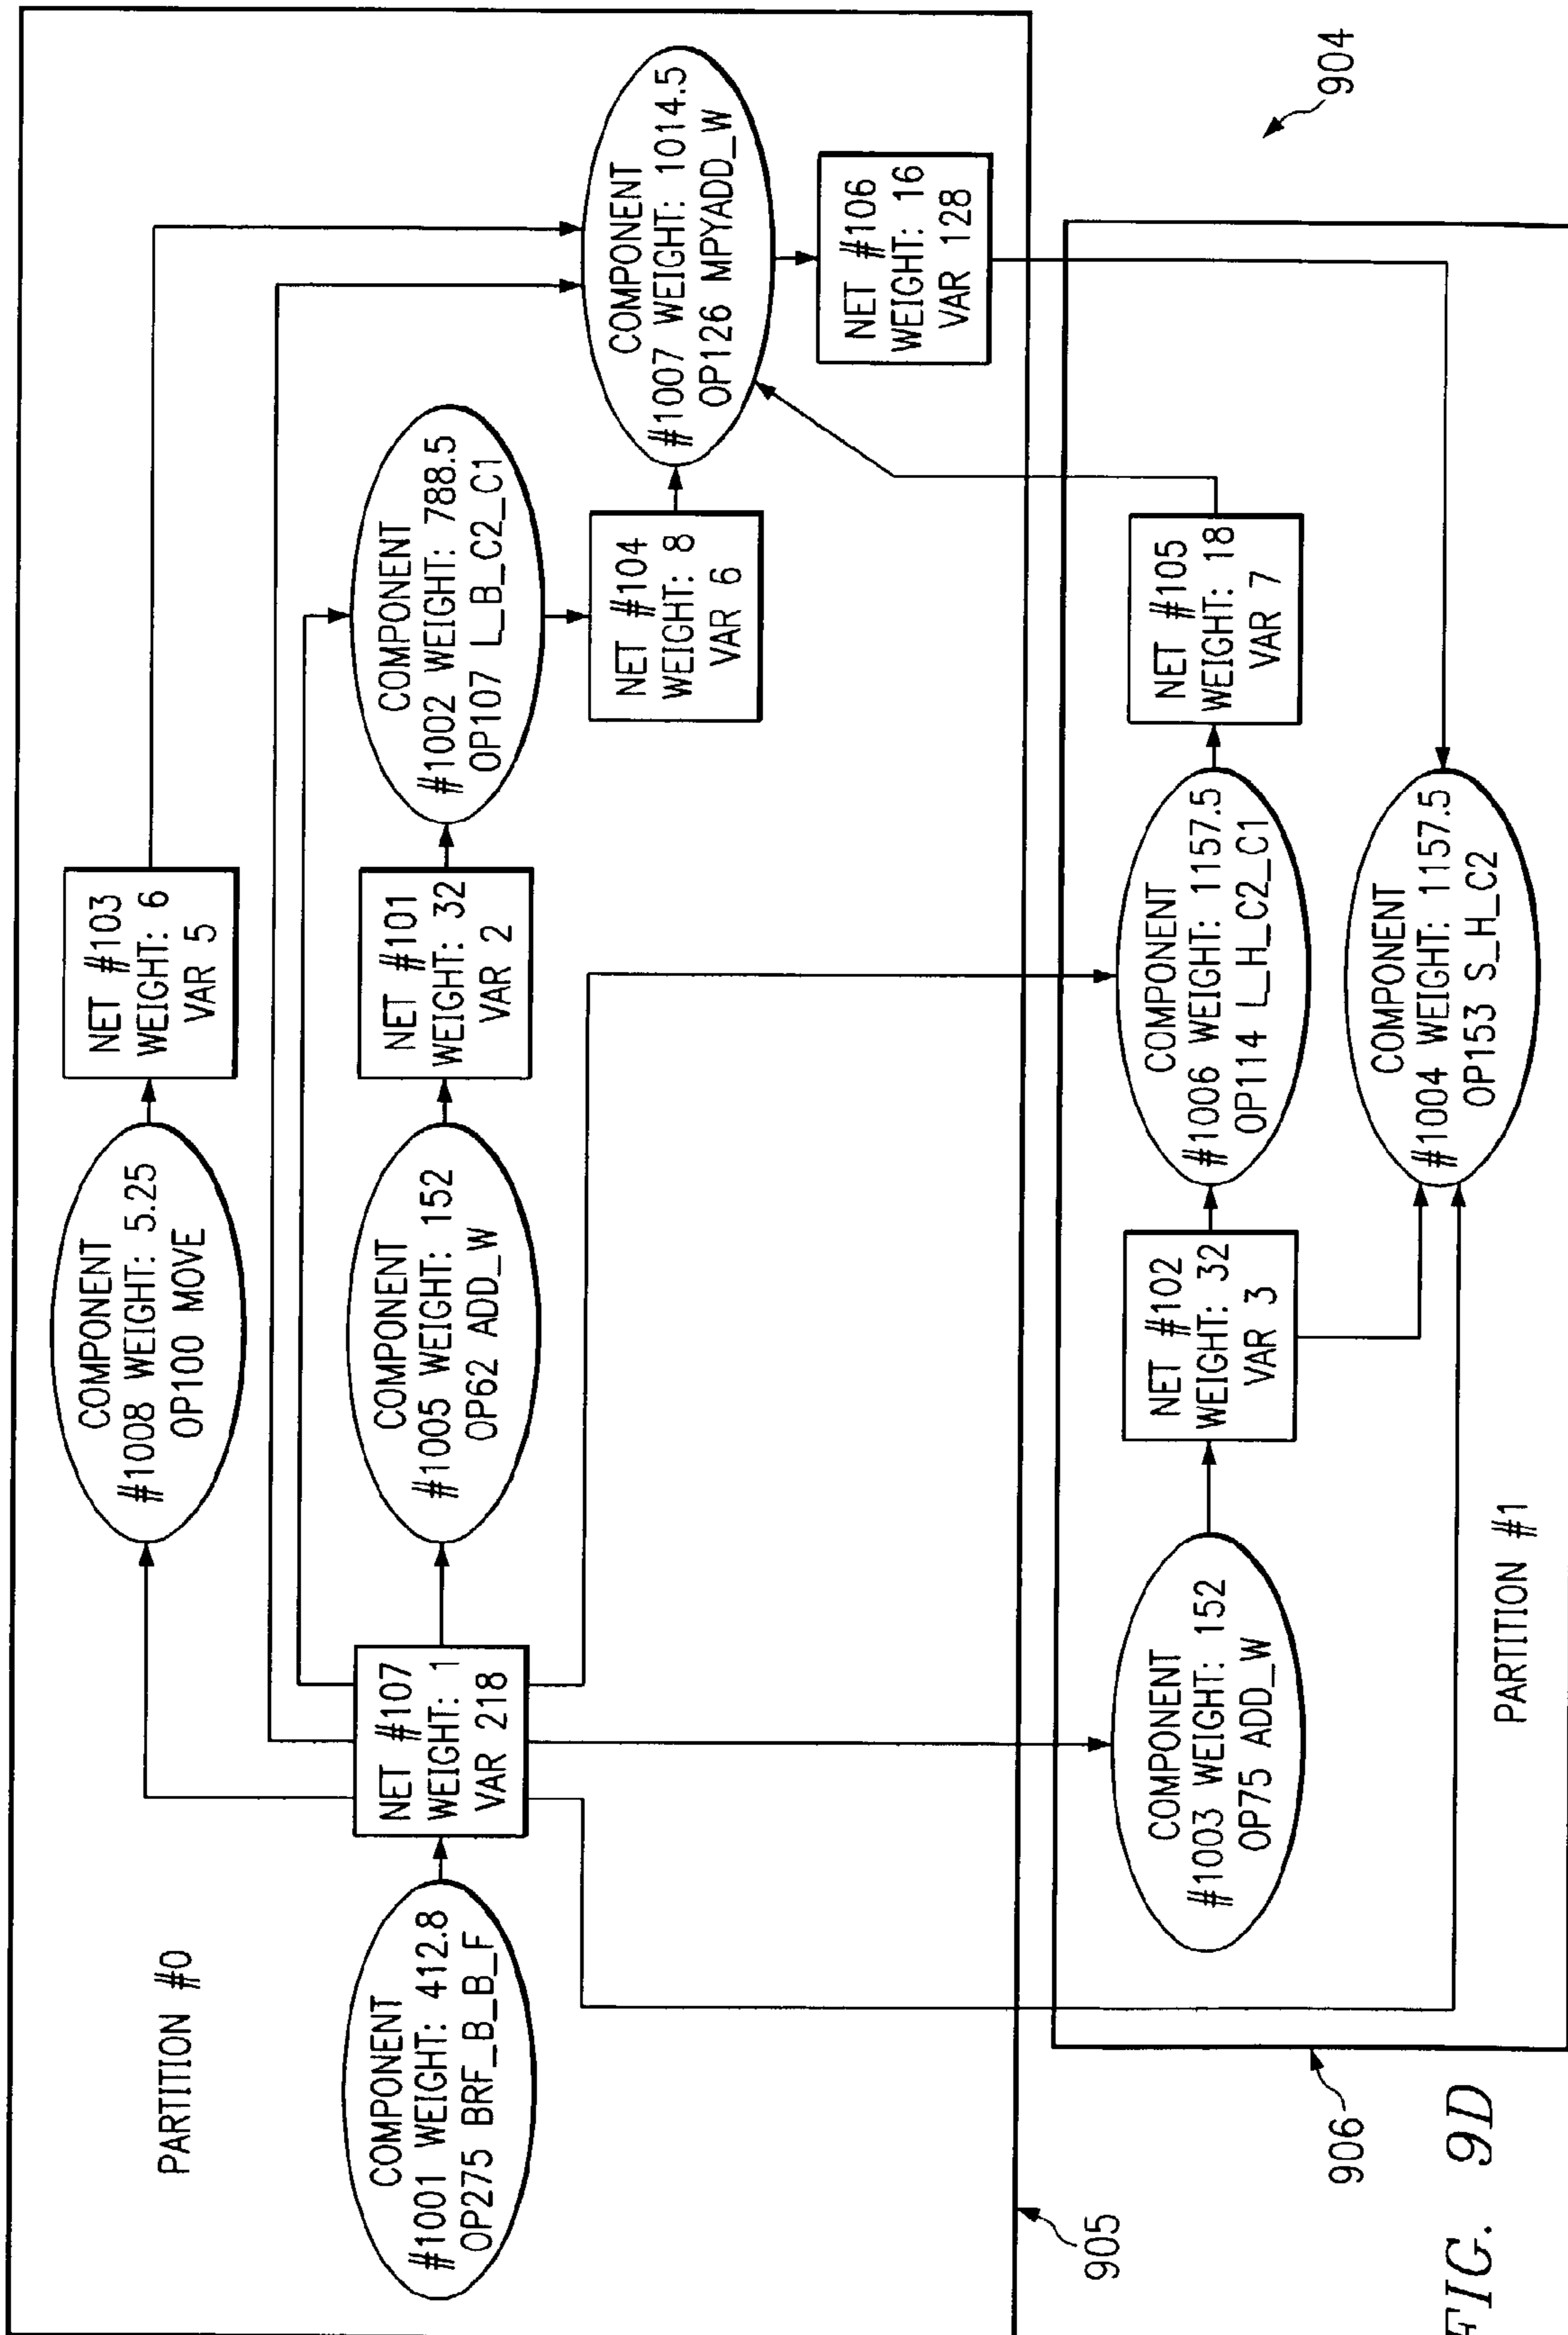 PARTITION #0
COMPONENT
#1008 WEIGHT: 5.25
OP100 MOVE
NET #103
WEIGHT: 6
VAR 5
COMPONENT
#1001 WEIGHT: 412.8
OP275 BRF_B_B_F
NET #107
WEIGHT: 1
VAR 218
COMPONENT
#1005 WEIGHT: 152
OP62 ADD_W
NET #101
WEIGHT: 32
VAR 2
COMPONENT
#1002 WEIGHT: 788.5
OP107 L_B_C2_C1
NET #104
WEIGHT: 8
VAR 6
COMPONENT
#1007 WEIGHT: 1014.5
OP126 MPYADD_W
NET #106
WEIGHT: 16
VAR 128
905
COMPONENT
#1003 WEIGHT: 152
OP75 ADD_W
NET #102
WEIGHT: 32
VAR 3
COMPONENT
#1006 WEIGHT: 1157.5
OP114 L_H_C2_C1
NET #105
WEIGHT: 18
VAR 7
COMPONENT
#1004 WEIGHT: 1157.5
OP153 S_H_C2
PARTITION #1
906
904
FIG. 9D